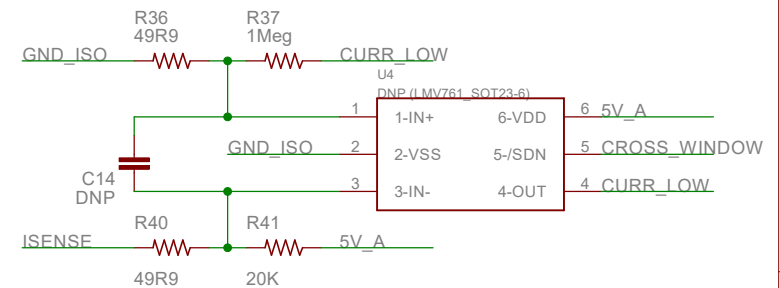 R36
49R9
R37
1Meg
GND_ISO
CURR_LOW
U4
DNP (LMV761_SOT23-6)
1
1-IN+
6-VDD
6
5V_A
GND_ISO
2
2-VSS
5-/SDN
5
CROSS_WINDOW
C14
DNP
3
3-IN-
4-OUT
4
CURR_LOW
R40
R41
ISENSE
5V_A
49R9
20K